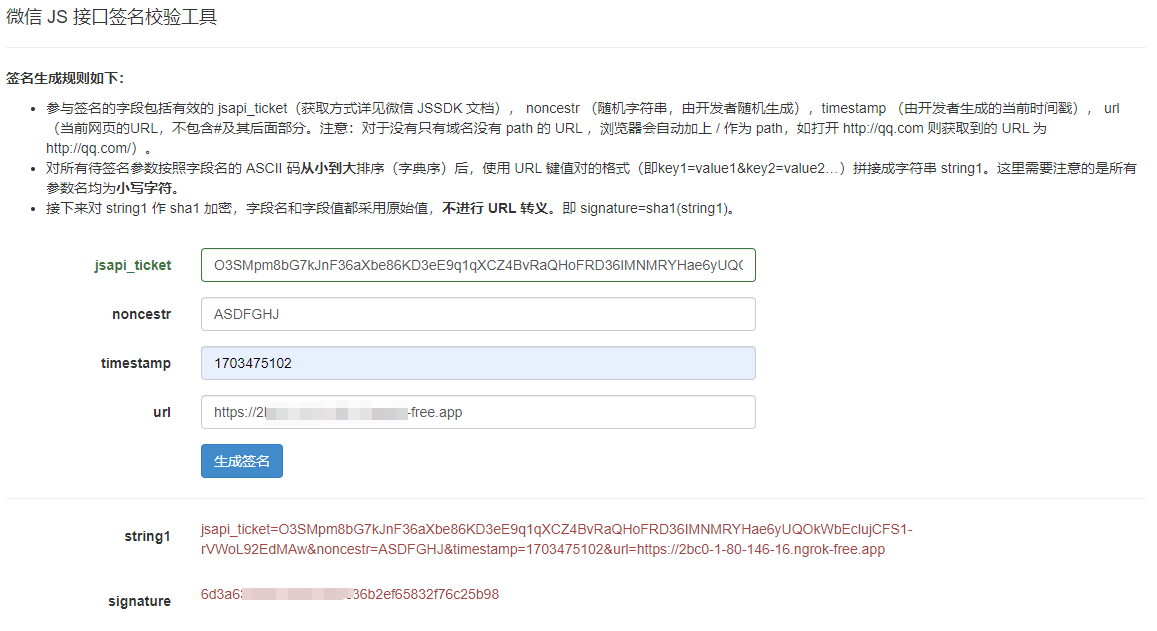 微信 JS 接口签名校验工具
签名生成规则如下：
参与签名的字段包括有效的 jsapi_ticket（获取方式详见微信 JSSDK 文档）， noncestr （随机字符串，由开发者随机生成），timestamp （由开发者生成的当前时间戳）， url
（当前网页的URL，不包含#及其后面部分。注意：对于没有只有域名没有 path 的 URL ，浏览器会自动加上 / 作为 path，如打开 http://qq.com 则获取到的 URL 为
http://qq.com/）。
对所有待签名参数按照字段名的 ASCII 码从小到大排序（字典序）后，使用 URL 键值对的格式（即key1=value1&key2=value2…）拼接成字符串 string1。这里需要注意的是所有
参数名均为小写字符。
接下来对 string1 作 sha1 加密，字段名和字段值都采用原始值，不进行 URL 转义。即 signature=sha1(string1)。
jsapi_ticket O3SMpm8bG7kJnF36aXbe86KD3eE9q1qXCZ4BvRaQHoFRD36IMNMRYHae6yUQ
noncestr ASDFGHJ
timestamp 1703475102
url https://2 -free.app
生成签名
string1 jsapi_ticket=O3SMpm8bG7kJnF36aXbe86KD3eE9q1qXCZ4BvRaQHoFRD36IMNMRYHae6yUQOkWbEclujCFS1-
rVWoL92EdMAw&noncestr=ASDFGHJ&timestamp=1703475102&url=https://2bc0-1-80-146-16.ngrok-free.app
signature 6d3a6 36b2ef65832f76c25b98